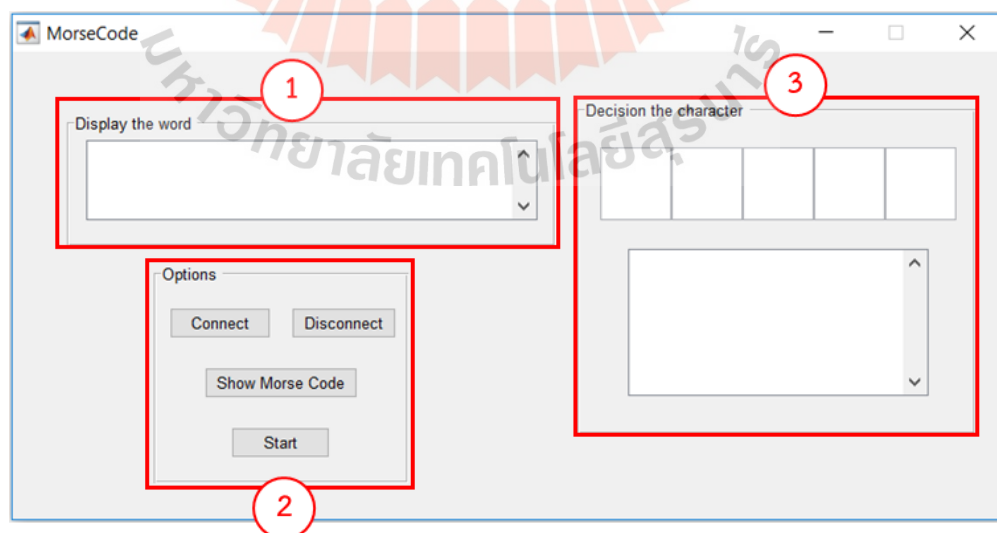 MorseCode
1
3
Display the word
Decision the character
มหาวิทยาลัยเทคโนโลยีสุรนารี
Options
Connect Disconnect
Show Morse Code
Start
2